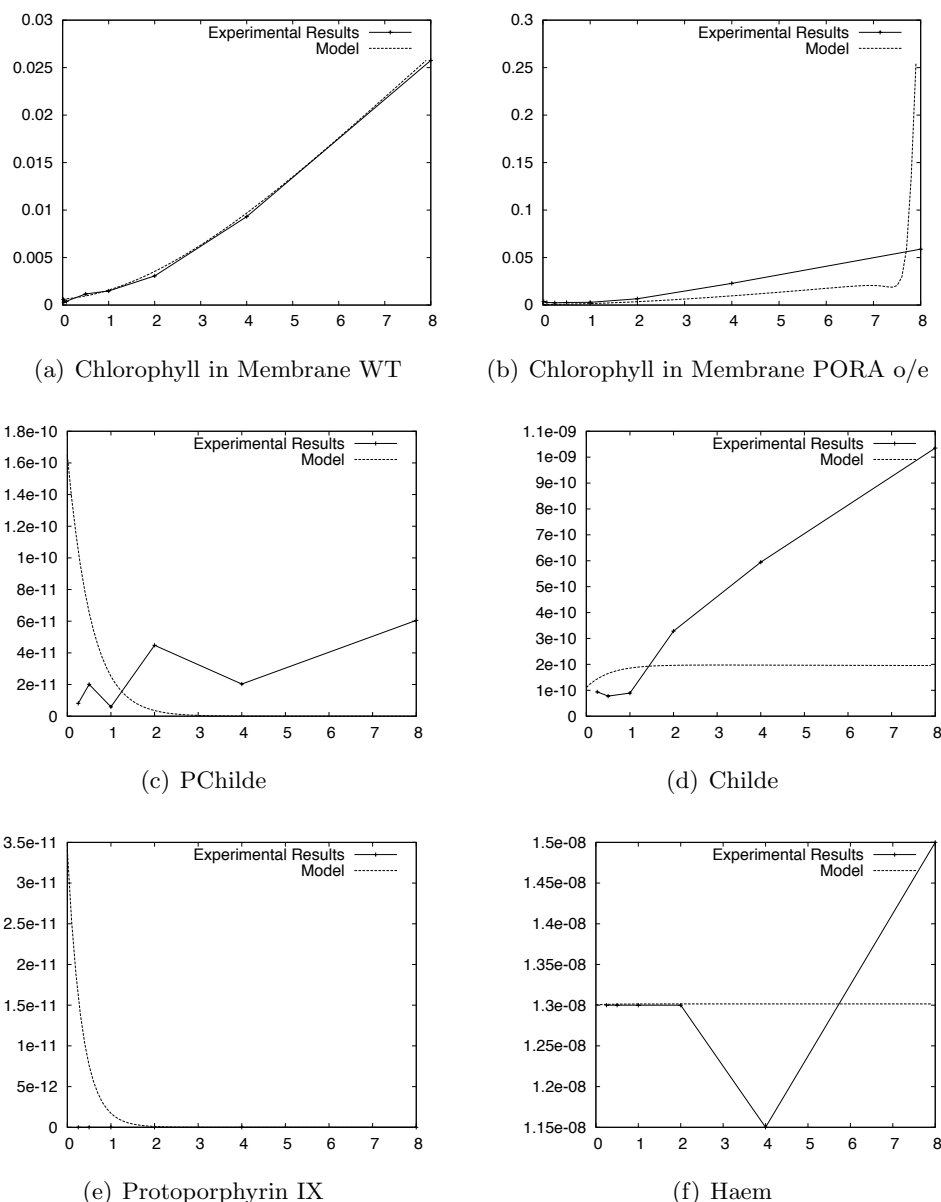 0.03
0.025
0.02
0.015
0.01
0.005
0
0 1 2 3 4 5 6 7 8
Experimental Results
Model
(a) Chlorophyll in Membrane WT
0.3
0.25
0.2
0.15
0.1
0.05
0
0 1 2 3 4 5 6 7 8
Experimental Results
Model
(b) Chlorophyll in Membrane PORA o/e
1.8e-10
1.6e-10
1.4e-10
1.2e-10
1e-10
8e-11
6e-11
4e-11
2e-11
0
0 1 2 3 4 5 6 7 8
Experimental Results
Model
(c) PChilde
1.1e-09
1e-09
9e-10
8e-10
7e-10
6e-10
5e-10
4e-10
3e-10
2e-10
1e-10
0
0 1 2 3 4 5 6 7 8
Experimental Results
Model
(d) Childe
3.5e-11
3e-11
2.5e-11
2e-11
1.5e-11
1e-11
5e-12
0
0 1 2 3 4 5 6 7 8
Experimental Results
Model
(e) Protoporphyrin IX
1.5e-08
1.45e-08
1.4e-08
1.35e-08
1.3e-08
1.25e-08
1.2e-08
1.15e-08
0 1 2 3 4 5 6 7 8
Experimental Results
Model
(f) Haem